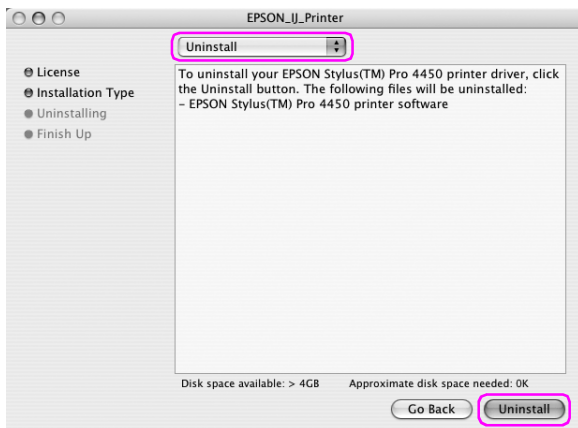 EPSON_IJ_Printer
Uninstall
License
Installation Type
Uninstalling
Finish Up
To uninstall your EPSON Stylus(TM) Pro 4450 printer driver, click
the Uninstall button. The following files will be uninstalled:
– EPSON Stylus(TM) Pro 4450 printer software
Disk space available: > 4GB Approximate disk space needed: 0K
Go Back Uninstall